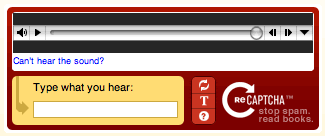 Can't hear the sound?
Type what you hear:
T
?
ReCAPTCHA™
stop spam.
read books.